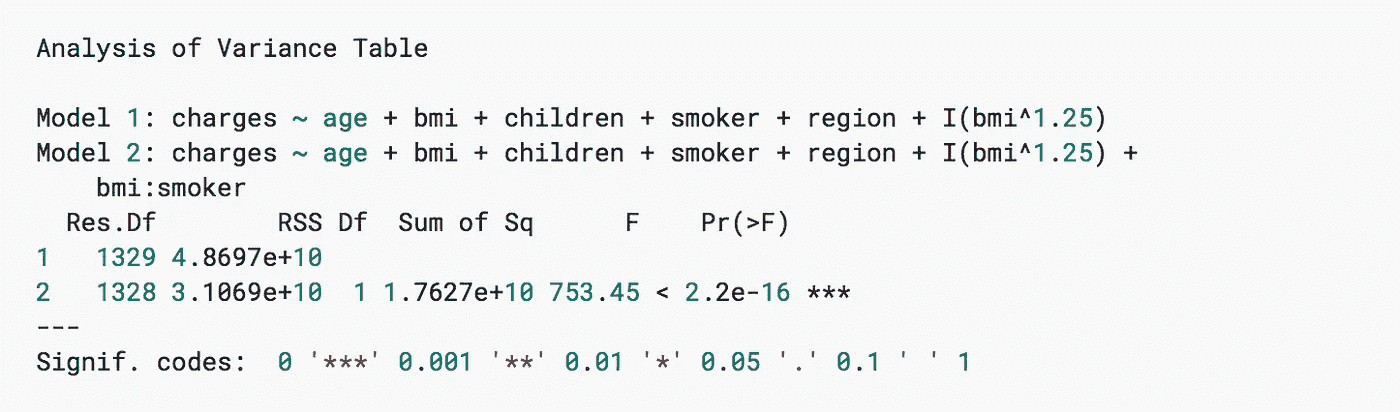 Analysis of Variance Table
Model 1: charges ~ age + bmi + children + smoker + region + I(bmi^1.25)
Model 2: charges ~ age + bmi + children + smoker + region + I(bmi^1.25) +
    bmi:smoker
  Res.Df        RSS Df  Sum of Sq      F    Pr(>F)
1   1329 4.8697e+10
2   1328 3.1069e+10  1 1.7627e+10 753.45 < 2.2e-16 ***
---
Signif. codes:  0 '***' 0.001 '**' 0.01 '*' 0.05 '.' 0.1 ' ' 1